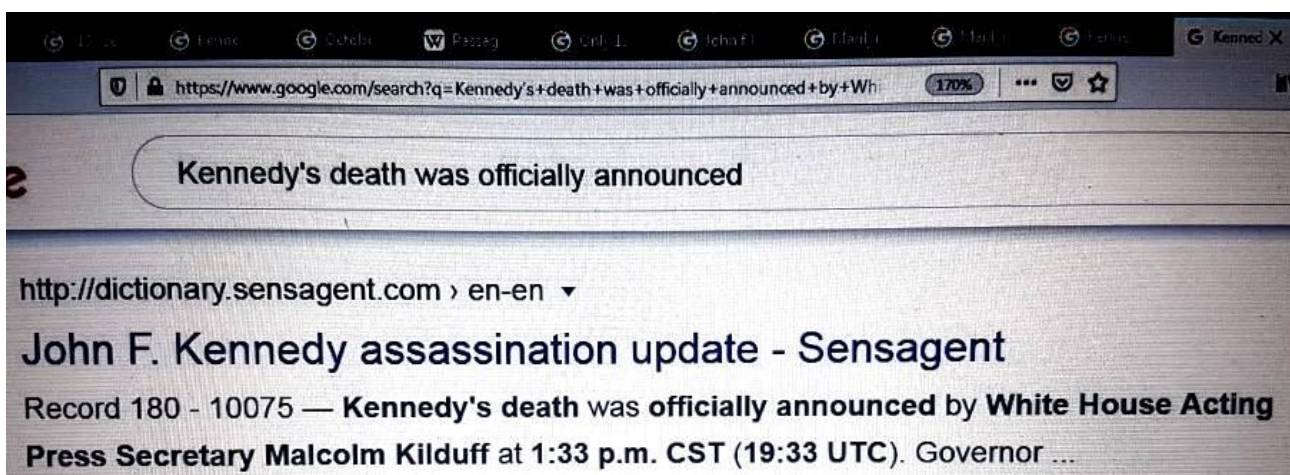 Kennec
https://www.google.com/search?q=Kennedy's+death+was+officially+announced+by+Wh
170%
Kennedy's death was officially announced
http://dictionary.sensagent.com › en-en
John F. Kennedy assassination update - Sensagent
Record 180 - 10075 — Kennedy's death was officially announced by White House Acting
Press Secretary Malcolm Kilduff at 1:33 p.m. CST (19:33 UTC). Governor ...